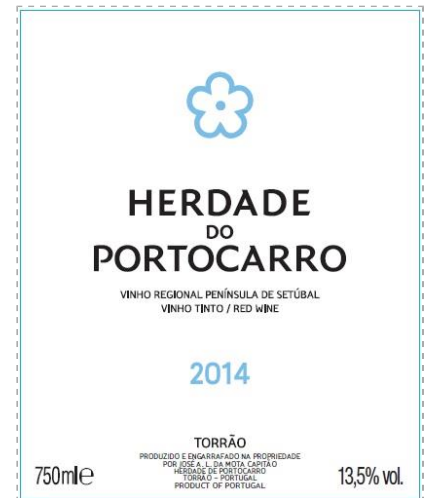 HERDADE
DO
PORTOCARRO
VINHO REGIONAL PENÍNSULA DE SETÚBAL
VINHO TINTO / RED WINE
2014
TORRÃO
PRODUZIDO E ENGARRAFADO NA PROPRIEDADE
POR JOSÉ A. L. DA MOTA CAPITÃO
HERDADE DE PORTOCARRO
TORRÃO – PORTUGAL
PRODUCT OF PORTUGAL
750ml℮
13,5% vol.